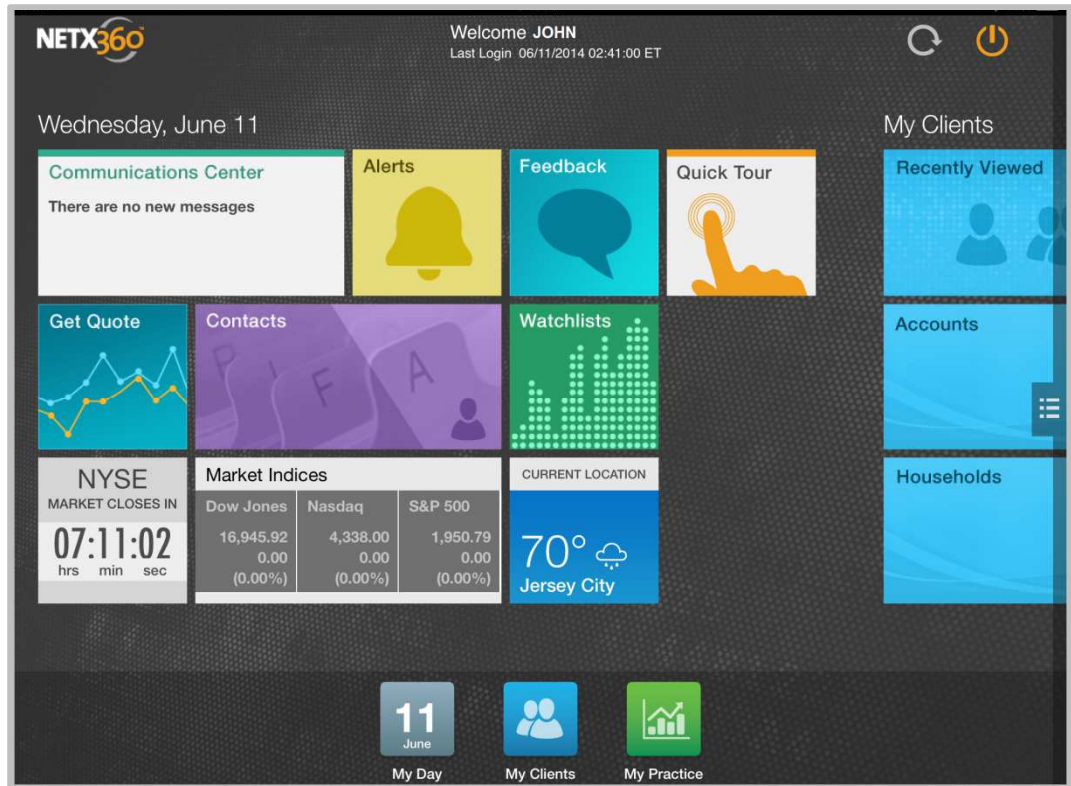 NETX360
Welcome JOHN
Last Login 06/11/2014 02:41:00 ET
Wednesday, June 11
My Clients
Communications Center
There are no new messages
Alerts
Feedback
Quick Tour
Recently Viewed
Get Quote
Contacts
P I F A
Watchlists
Accounts
NYSE
MARKET CLOSES IN
07:11:02
hrs min sec
Market Indices
Dow Jones Nasdaq S&P 500
16,945.92 4,338.00 1,950.79
0.00 0.00 0.00
(0.00%) (0.00%) (0.00%)
CURRENT LOCATION
70°
Jersey City
Households
11
June
My Day
My Clients
My Practice